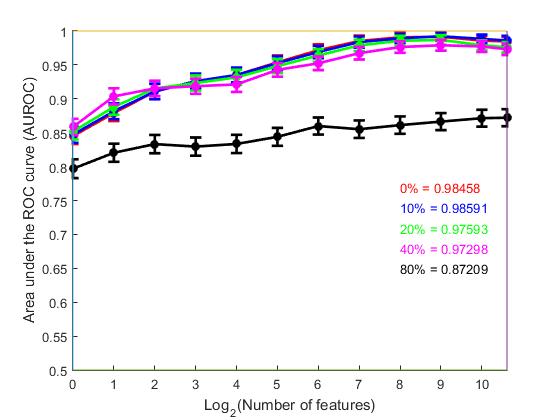 1
0.95
0.9
0.85
0.8
0.75
0.7
0.65
0.6
0.55
0.5
Area under the ROC curve (AUROC)
0% = 0.98458
10% = 0.98591
20% = 0.97593
40% = 0.97298
80% = 0.87209
0 1 2 3 4 5 6 7 8 9 10
Log2(Number of features)